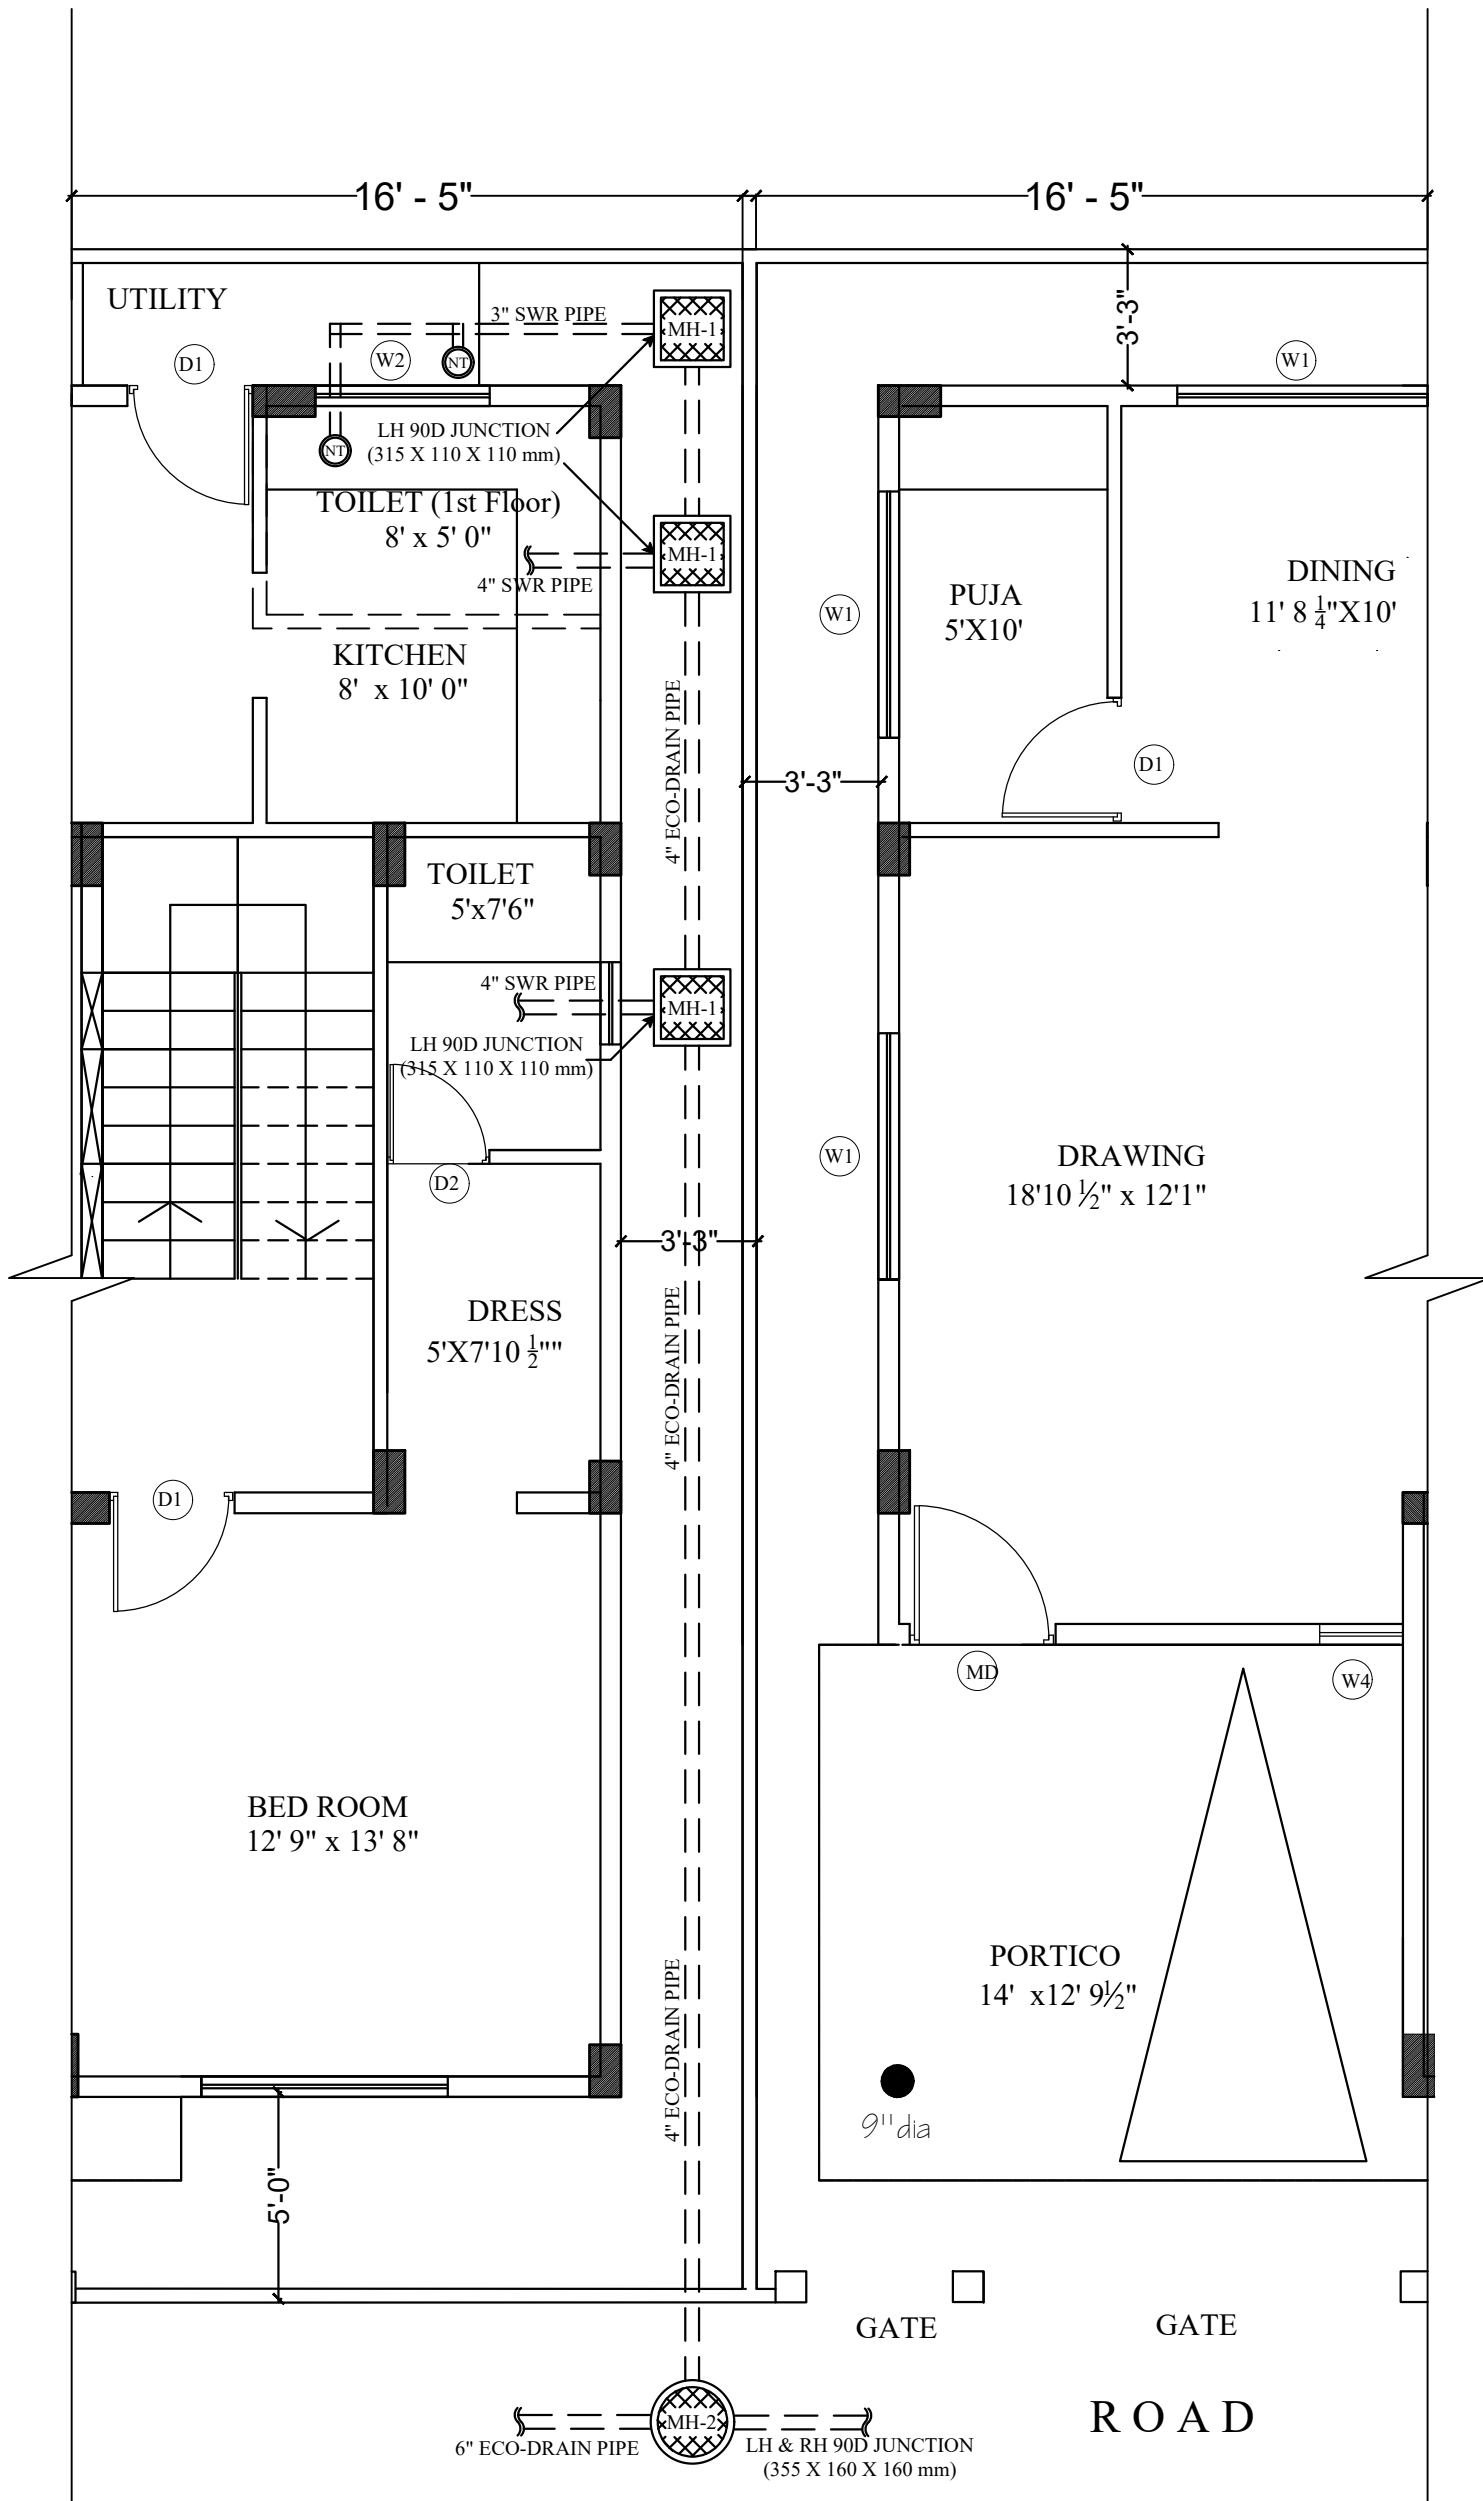 16' - 5"
16' - 5"
UTILITY
3" SWR PIPE
MH-1
3'-3"
D1
W2
NT
W1
NT
LH 90D JUNCTION
(315 X 110 X 110 mm)
TOILET (1st Floor)
8' x 5' 0"
MH-1
4" SWR PIPE
DINING
11' 8 1/4"X10'
PUJA
5'X10'
W1
KITCHEN
8' x 10' 0"
4" ECO-DRAIN PIPE
3'-3"
D1
TOILET
5'x7'6"
4" SWR PIPE
MH-1
LH 90D JUNCTION
(315 X 110 X 110 mm)
W1
DRAWING
18'10 1/2" x 12'1"
D2
3'-3"
DRESS
5'X7'10 1/2""
4" ECO-DRAIN PIPE
D1
MD
W4
BED ROOM
12' 9" x 13' 8"
PORTICO
14' x12' 9 1/2"
4" ECO-DRAIN PIPE
9"dia
5'-0"
GATE
GATE
ROAD
MH-2
6" ECO-DRAIN PIPE
LH & RH 90D JUNCTION
(355 X 160 X 160 mm)